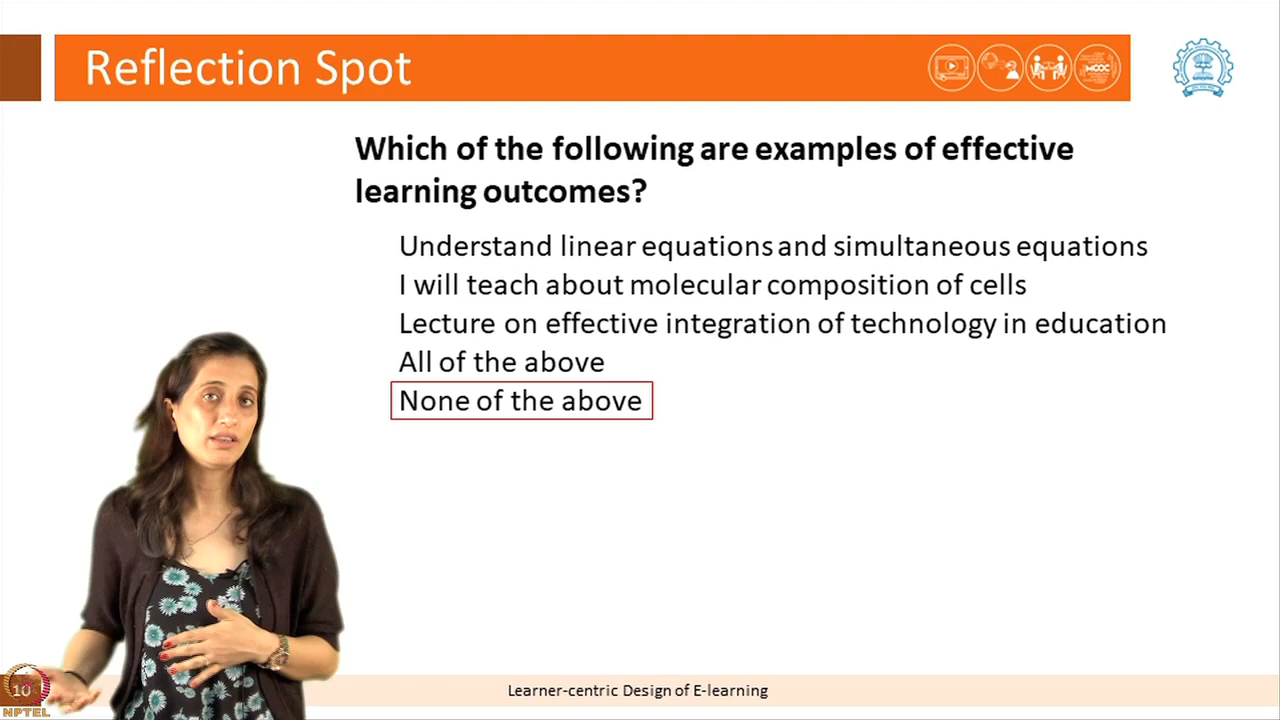 Reflection Spot
MOOC
Which of the following are examples of effective
learning outcomes?
Understand linear equations and simultaneous equations
I will teach about molecular composition of cells
Lecture on effective integration of technology in education
All of the above
None of the above
10
NPTEL
Learner-centric Design of E-learning